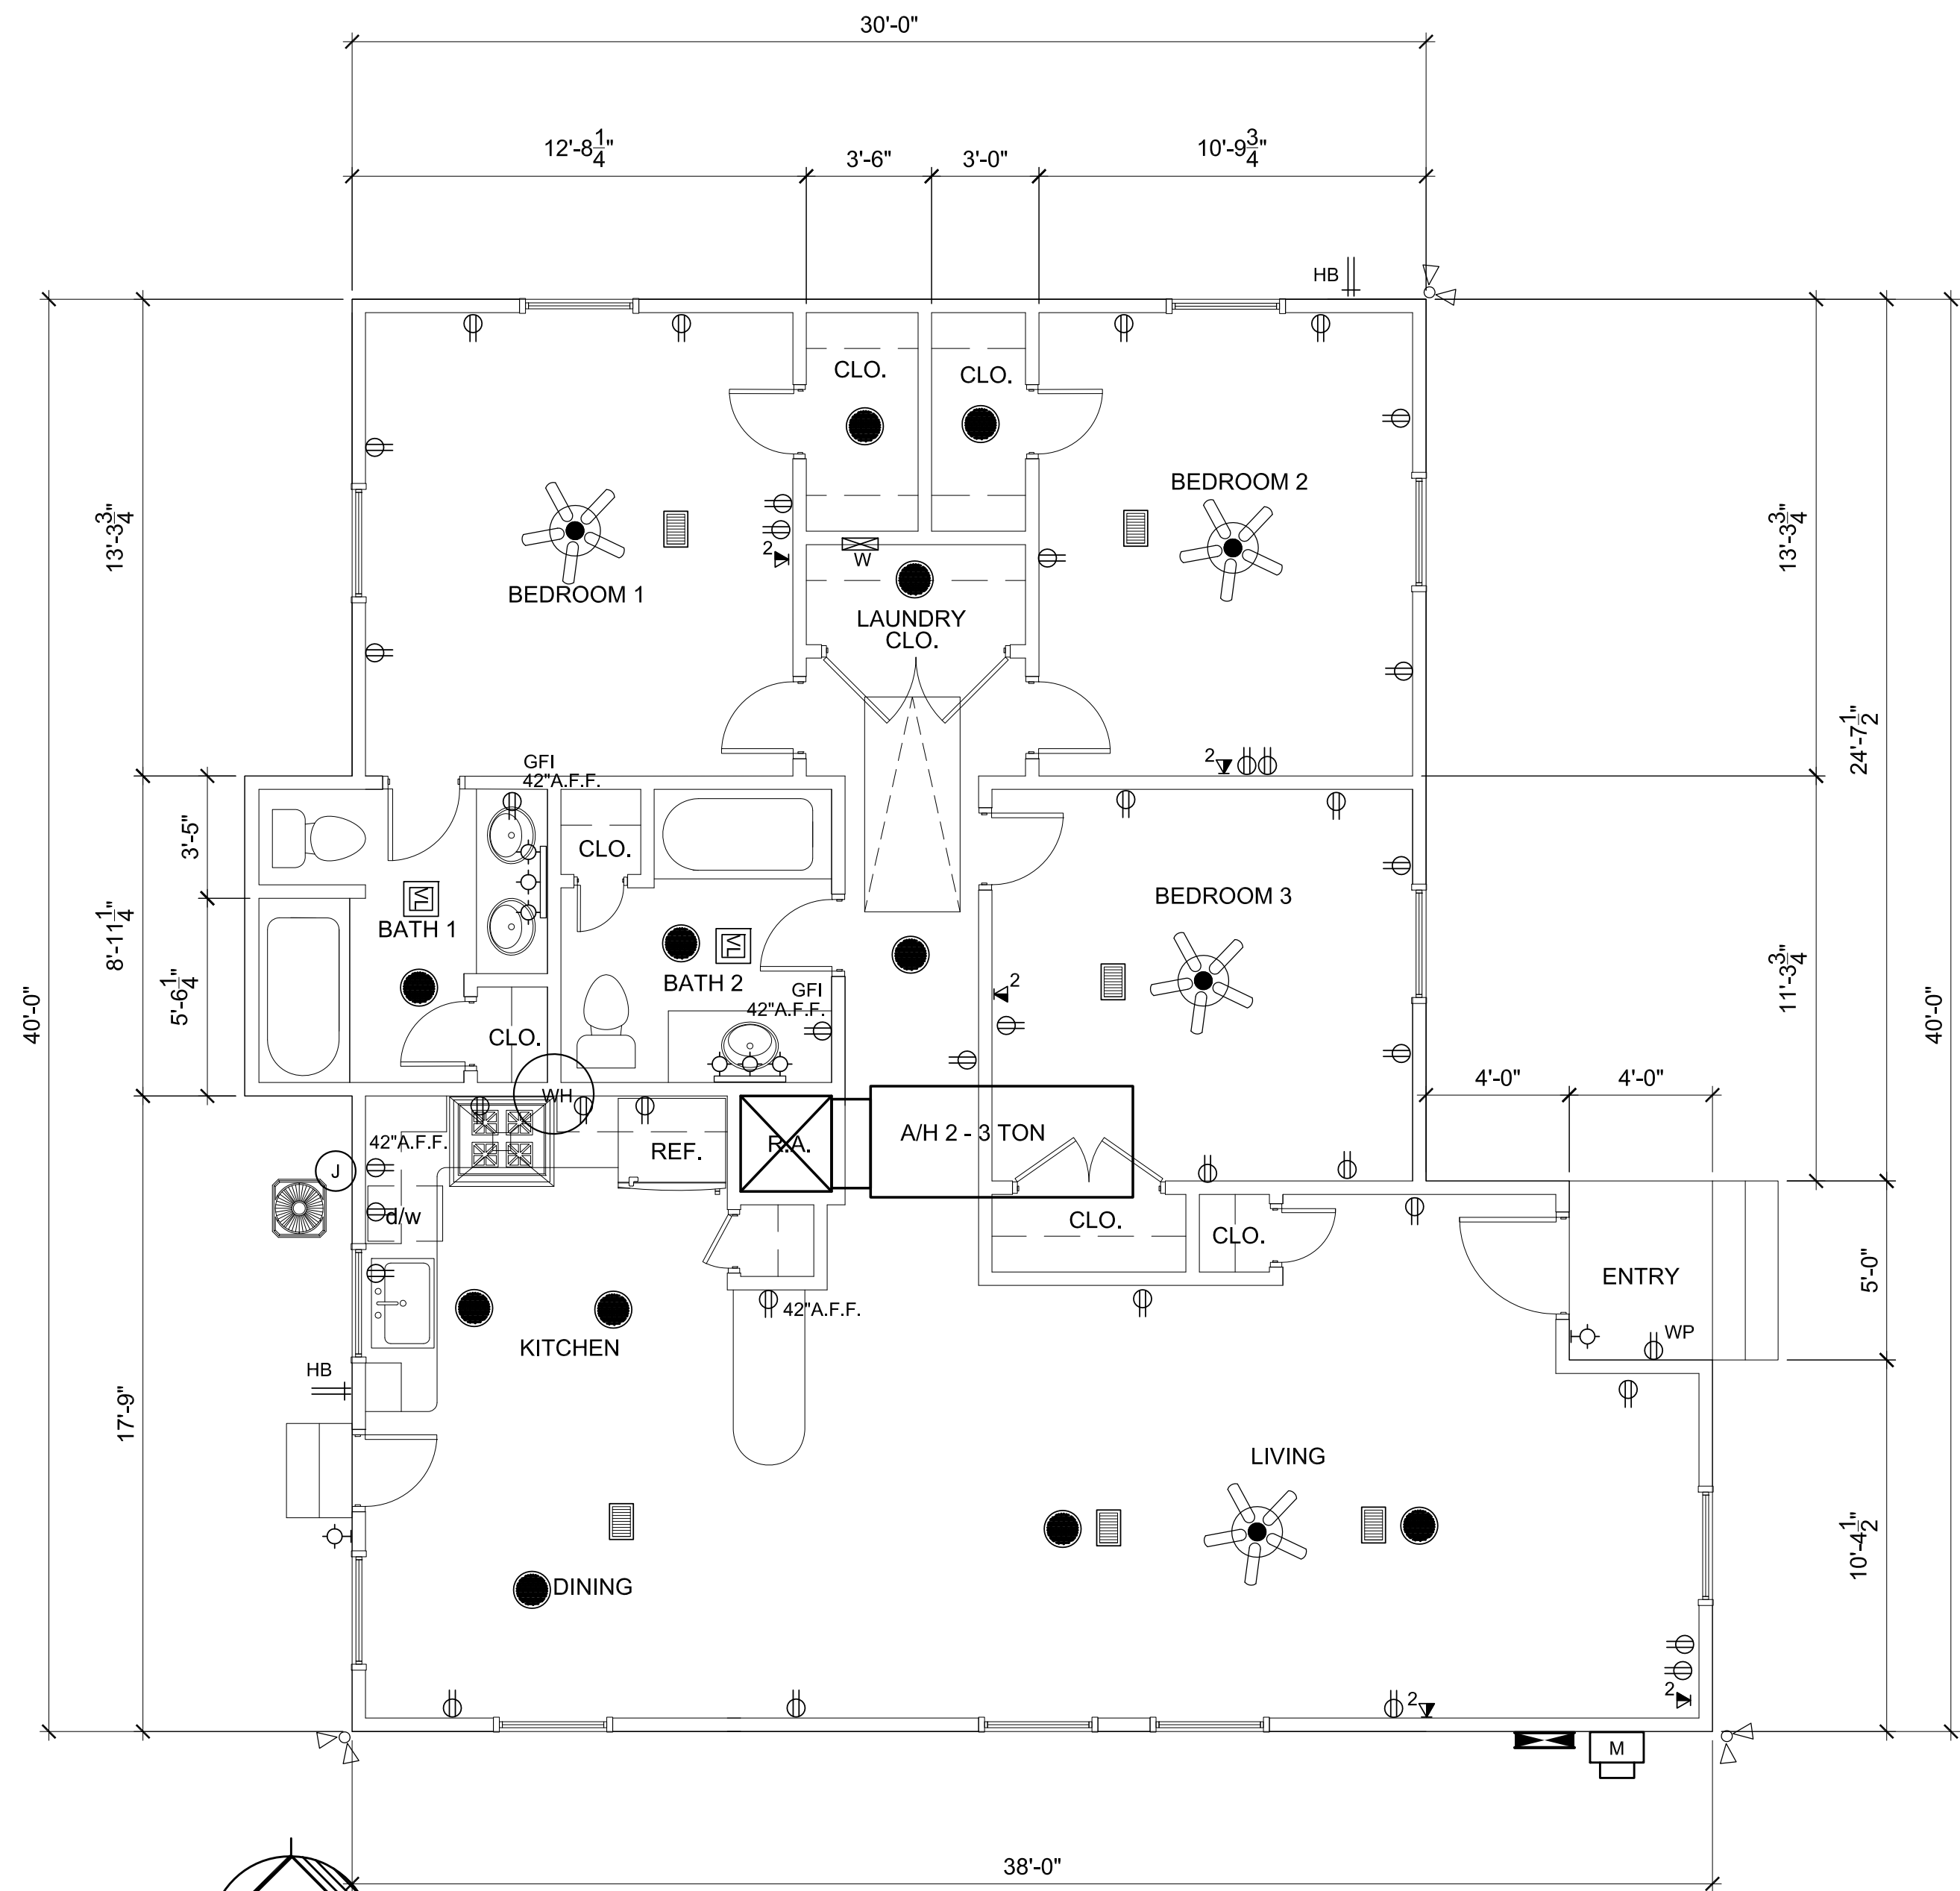 30'-0"
12'-8 1/4"
3'-6"
3'-0"
10'-9 3/4"
HB
CLO.
CLO.
BEDROOM 2
13'-3 3/4"
13'-3 3/4"
2
W
BEDROOM 1
LAUNDRY
CLO.
24'-7 1/2"
GFI
42"A.F.F.
2
3'-5"
CLO.
BEDROOM 3
VL
BATH 1
VL
8'-11 1/4"
BATH 2
GFI
42"A.F.F.
2
11'-3 3/4"
5'-6 1/4"
40'-0"
40'-0"
CLO.
WH
4'-0"
4'-0"
42"A.F.F.
REF.
R.A.
A/H 2 - 3 TON
J
d/w
CLO.
CLO.
ENTRY
5'-0"
42"A.F.F.
KITCHEN
WP
HB
17'-9"
LIVING
10'-4 1/2"
DINING
2
2
M
38'-0"